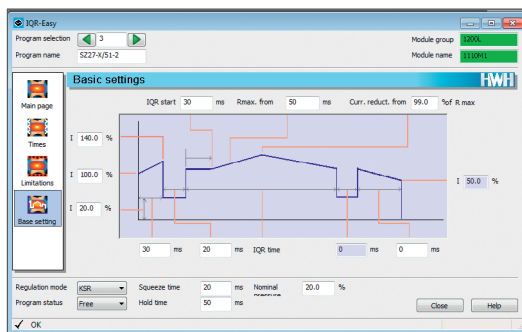 IQR-Easy
Program selection 3 Module group 1200L
Program name SZ27-X/51-2 Module name 1110M1
Basic settings HWH
Main page
Times
Limitations
Base setting
IQR start 30 ms Rmax. from 50 ms Curr. reduct. from 99.0 %of R max
I 140.0 %
I 100.0 %
I 20.0 %
I 50.0 %
30 ms 20 ms IQR time 0 ms 0 ms
Regulation mode KSR Squeeze time 20 ms Nominal pressure 20.0 %
Program status Free Hold time 50 ms
Close Help
OK